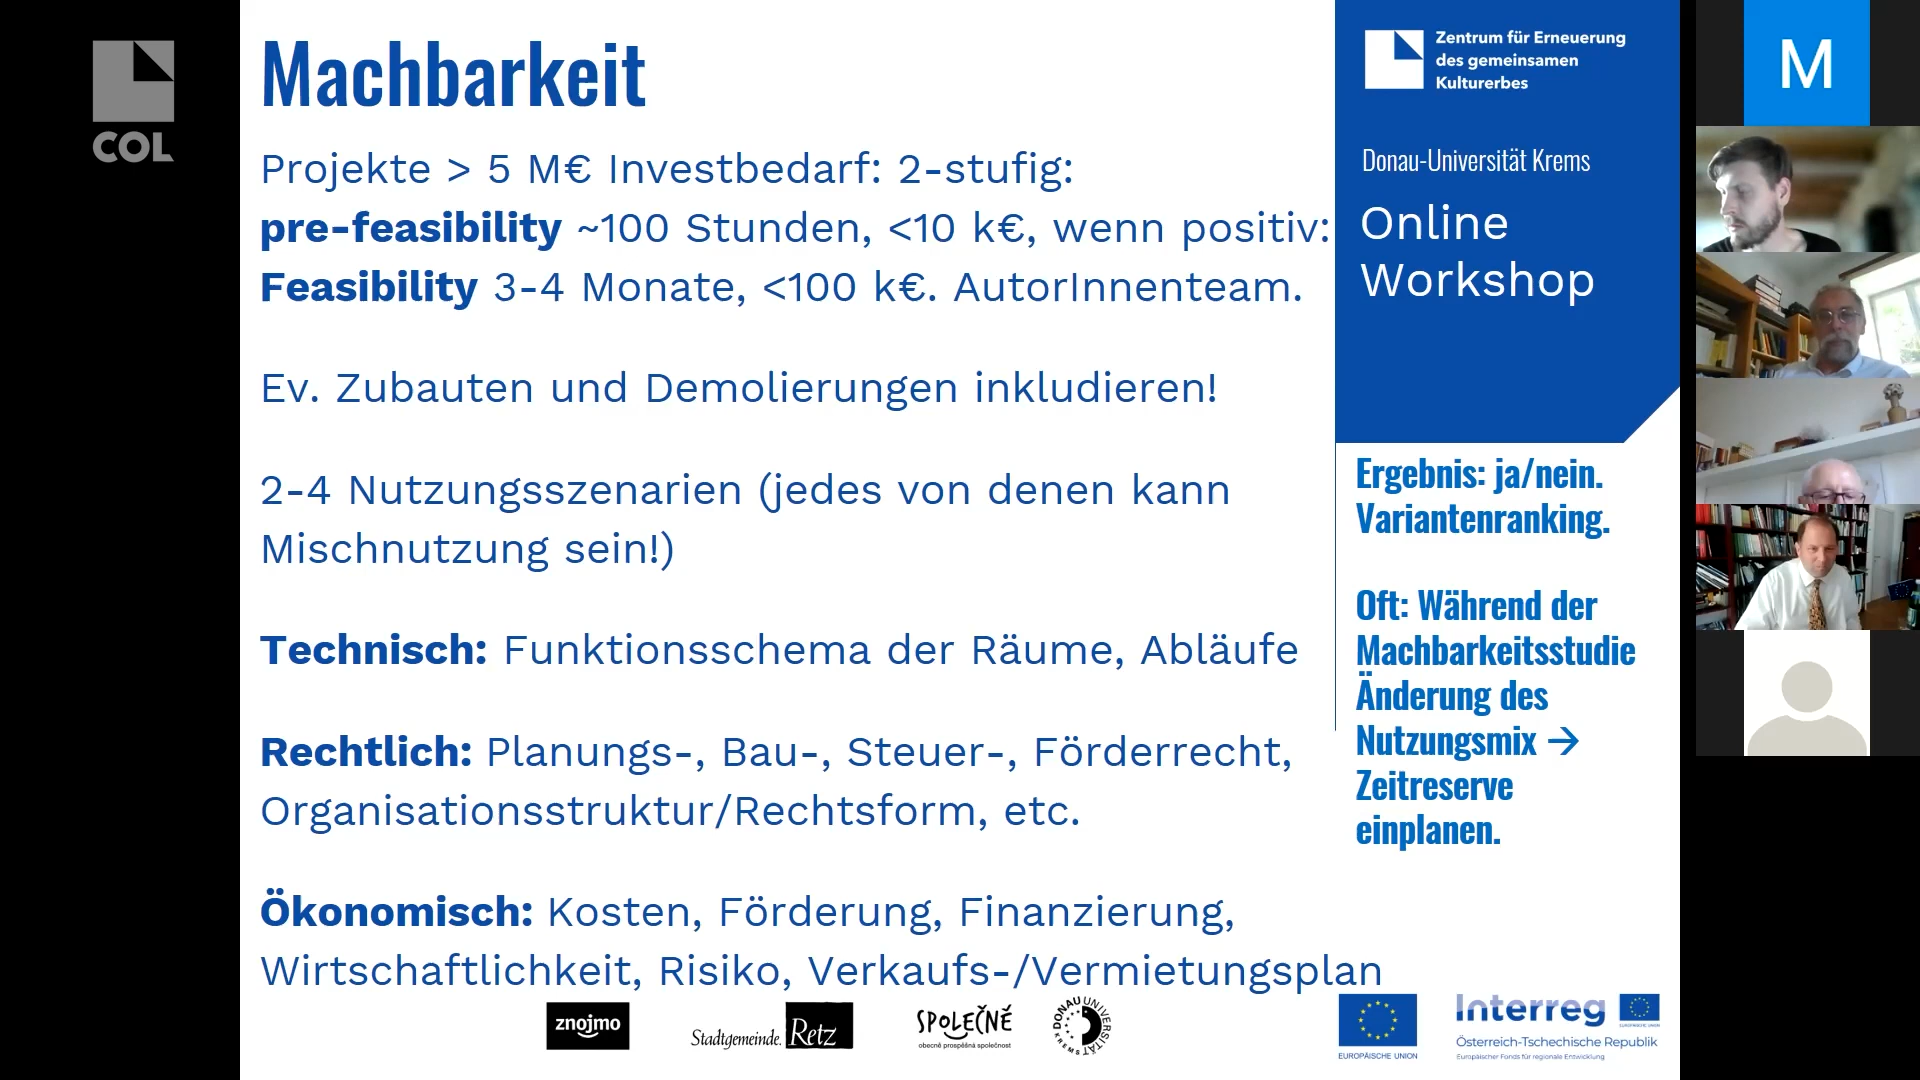 COL
Machbarkeit
Projekte > 5 M€ Investbedarf: 2-stufig:
pre-feasibility ~100 Stunden, <10 k€, wenn positiv:
Feasibility 3-4 Monate, <100 k€. AutorInnenteam.
Ev. Zubauten und Demolierungen inkludieren!
2-4 Nutzungsszenarien (jedes von denen kann
Mischnutzung sein!)
Technisch: Funktionsschema der Räume, Abläufe
Rechtlich: Planungs-, Bau-, Steuer-, Förderrecht,
Organisationsstruktur/Rechtsform, etc.
Ökonomisch: Kosten, Förderung, Finanzierung,
Wirtschaftlichkeit, Risiko, Verkaufs-/Vermietungsplan
Zentrum für Erneuerung
des gemeinsamen
Kulturerbes
Donau-Universität Krems
Online
Workshop
Ergebnis: ja/nein.
Variantenranking.
Oft: Während der
Machbarkeitsstudie
Änderung des
Nutzungsmix →
Zeitreserve
einplanen.
M
znojmo
Stadtgemeinde Retz
SPOLEČNĚ
obecně prospěšná společnost
DONAU UNIVERSITÄT KREMS
EUROPÄISCHE UNION
Interreg
EUROPÄISCHE UNION
Österreich-Tschechische Republik
Europäischer Fonds für regionale Entwicklung